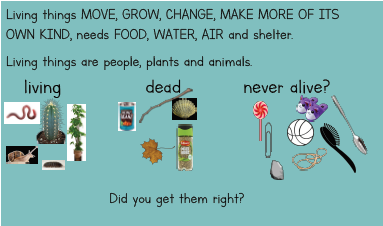 Living things MOVE, GROW, CHANGE, MAKE MORE OF ITS
OWN KIND, needs FOOD, WATER, AIR and shelter.
Living things are people, plants and animals.
living dead never alive?
Did you get them right?